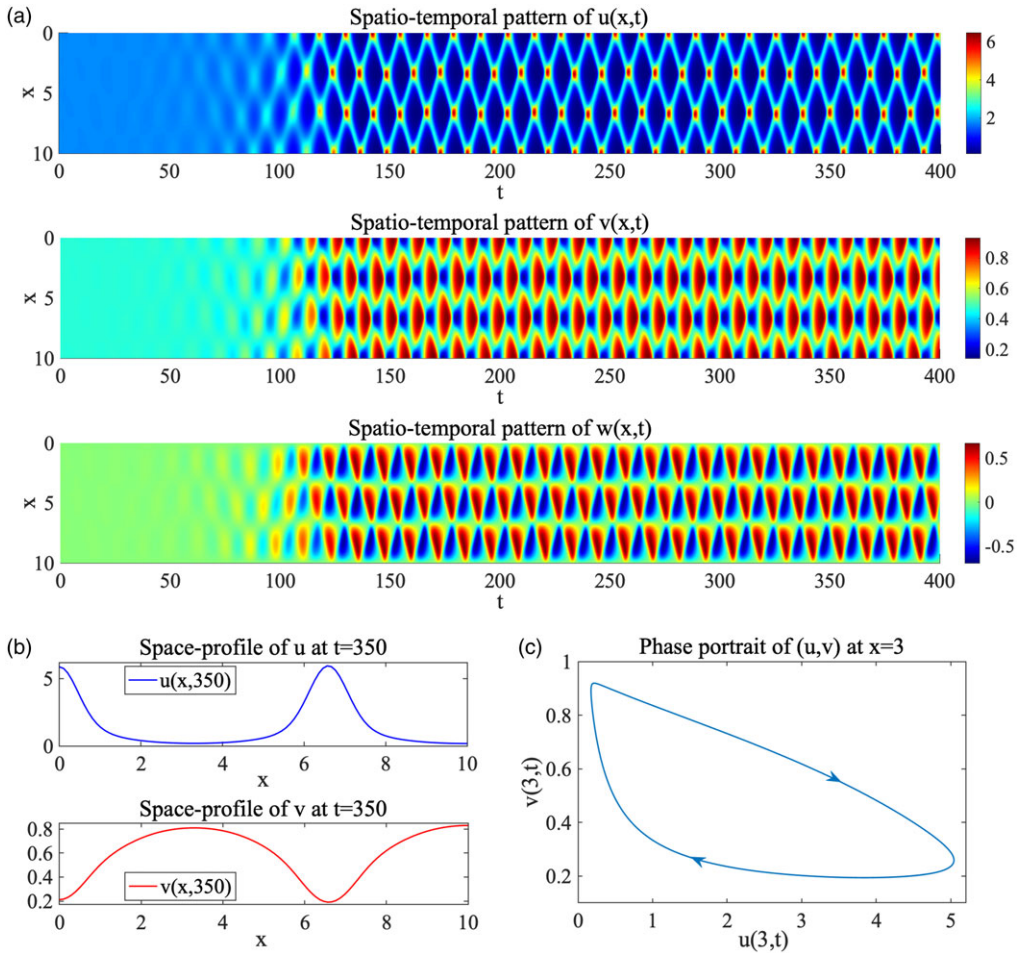 (a)
Spatio-temporal pattern of u(x,t)
0
5
10
x
0 50 100 150 200 250 300 350 400
t
6
4
2
Spatio-temporal pattern of v(x,t)
0
5
10
x
0 50 100 150 200 250 300 350 400
t
0.8
0.6
0.4
0.2
Spatio-temporal pattern of w(x,t)
0
5
10
x
0 50 100 150 200 250 300 350 400
t
0.5
0
-0.5
(b)
Space-profile of u at t=350
5
0
u(x,350)
0 2 4 6 8 10
x
Space-profile of v at t=350
0.8
0.6
0.4
0.2
v(x,350)
0 2 4 6 8 10
x
(c)
Phase portrait of (u,v) at x=3
1
0.8
0.6
0.4
0.2
v(3,t)
0 1 2 3 4 5
u(3,t)